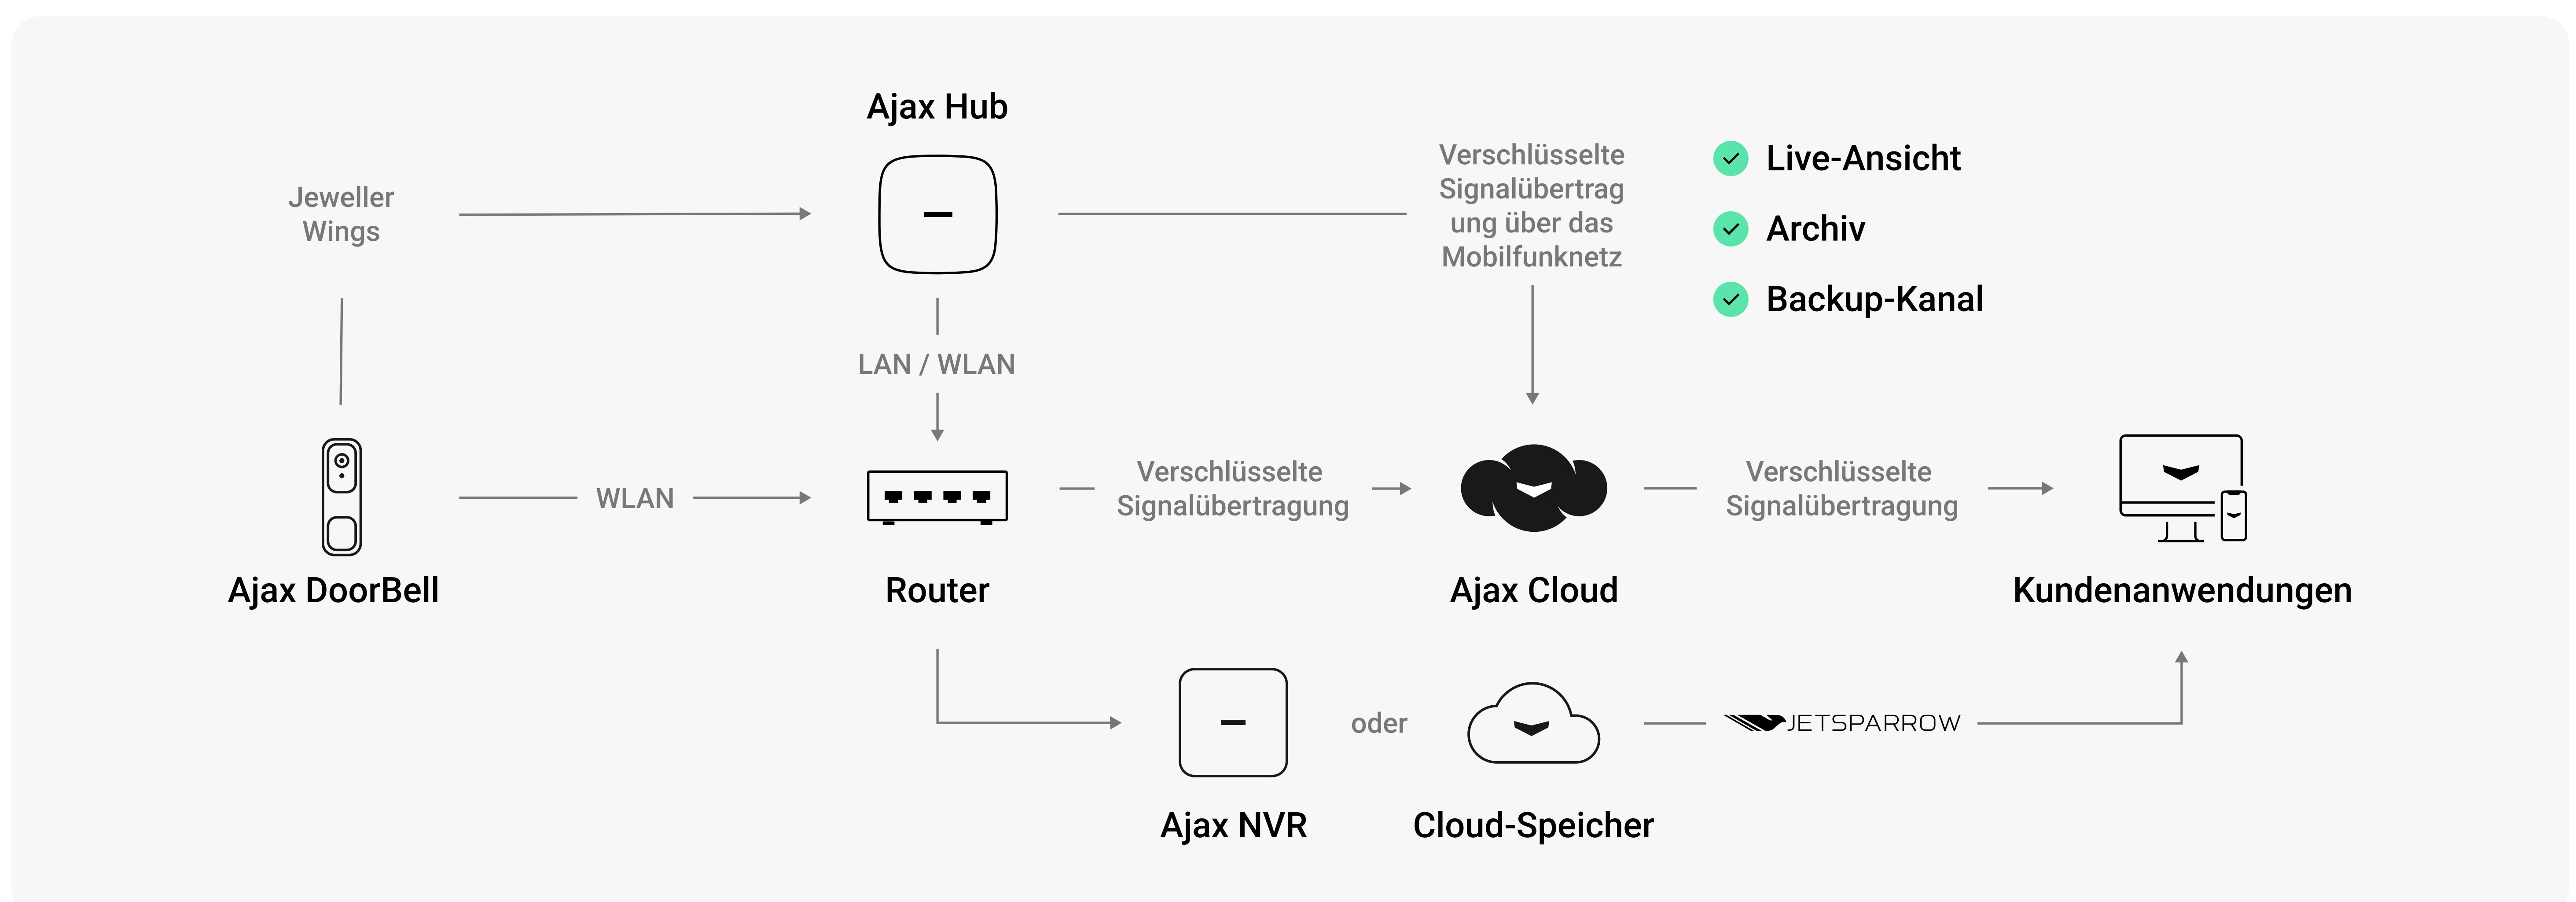 Ajax Hub
Jeweller
Wings
Verschlüsselte
Signalübertrag
ung über das
Mobilfunknetz
Live-Ansicht
Archiv
Backup-Kanal
LAN / WLAN
WLAN
Verschlüsselte
Signalübertragung
Verschlüsselte
Signalübertragung
Ajax DoorBell
Router
Ajax Cloud
Kundenanwendungen
oder
JETSPARROW
Ajax NVR
Cloud-Speicher